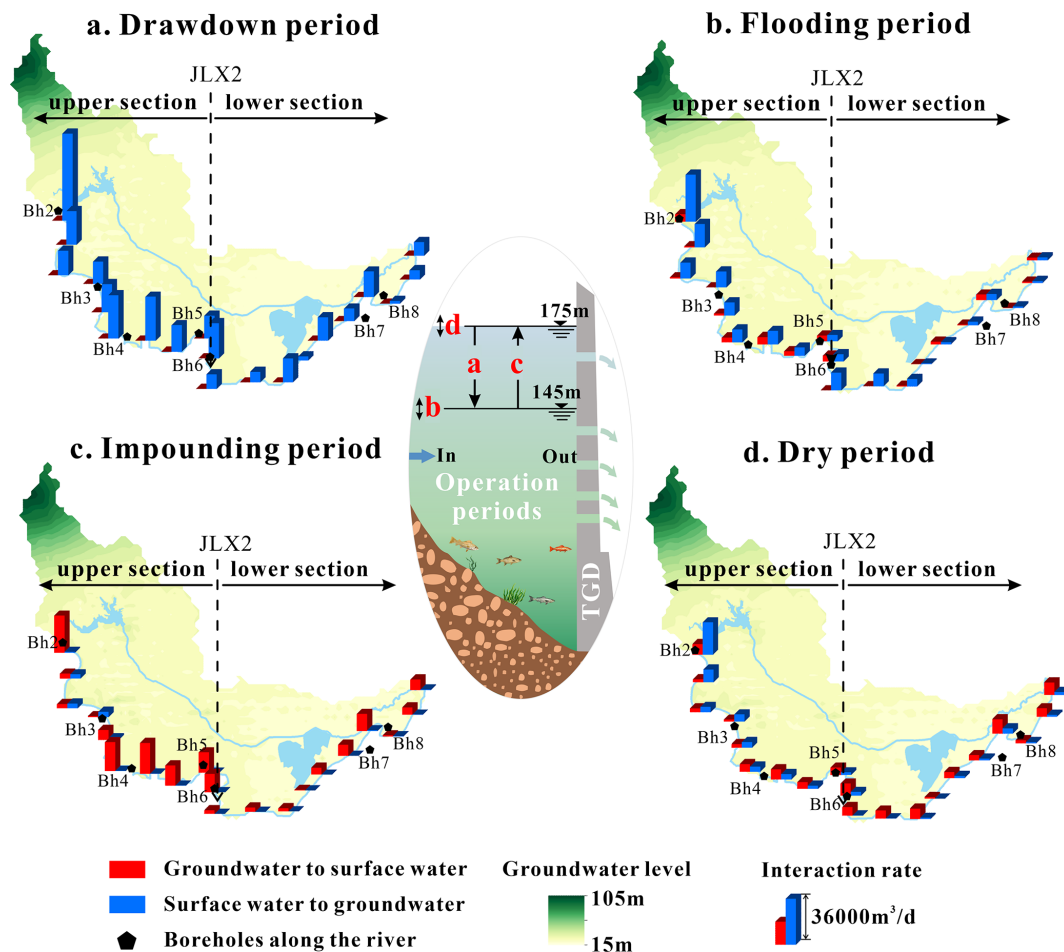 a. Drawdown period
JLX2
upper section
lower section
Bh2
Bh3
Bh4
Bh5
Bh6
Bh7
Bh8
b. Flooding period
JLX2
upper section
lower section
Bh2
Bh3
Bh4
Bh5
Bh6
Bh7
Bh8
175m
d
a
c
b
145m
In
Out
Operation
periods
TGD
c. Impounding period
JLX2
upper section
lower section
Bh2
Bh3
Bh4
Bh5
Bh6
Bh7
Bh8
d. Dry period
JLX2
upper section
lower section
Bh2
Bh3
Bh4
Bh5
Bh6
Bh7
Bh8
Groundwater to surface water
Surface water to groundwater
Boreholes along the river
Groundwater level
105m
15m
Interaction rate
36000m³/d